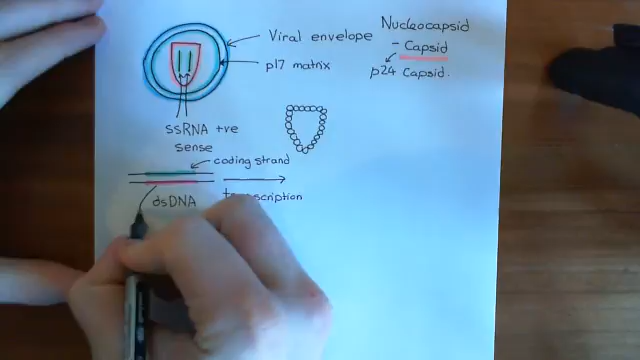 Nucleocapsid
Viral envelope
- Capsid
p17 matrix
p24 Capsid.
ssRNA +ve
sense
coding strand
dsDNA
transcription